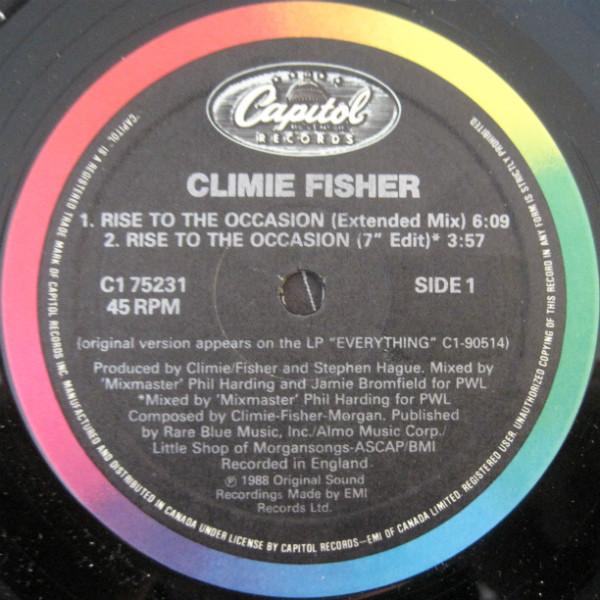 Capitol
RECORDS
CLIMIE FISHER
1. RISE TO THE OCCASION (Extended Mix) 6:09
2. RISE TO THE OCCASION (7" Edit)* 3:57
C1 75231
45 RPM
SIDE 1
(original version appears on the LP "EVERYTHING" C1-90514)
Produced by Climie/Fisher and Stephen Hague. Mixed by
'Mixmaster' Phil Harding and Jamie Bromfield for PWL
*Mixed by 'Mixmaster' Phil Harding for PWL
Composed by Climie-Fisher-Morgan. Published
by Rare Blue Music, Inc./Almo Music Corp./
Little Shop of Morgansongs-ASCAP/BMI
Recorded in England
℗ 1988 Original Sound
Recordings Made by EMI
Records Ltd.
"CAPITOL" IS A REGISTERED TRADE MARK OF CAPITOL RECORDS INC. MANUFACTURED AND DISTRIBUTED IN CANADA UNDER LICENSE BY CAPITOL RECORDS–EMI OF CANADA LIMITED. REGISTERED USER. UNAUTHORIZED COPYING OF THIS RECORD IN ANY FORM IS STRICTLY PROHIBITED.